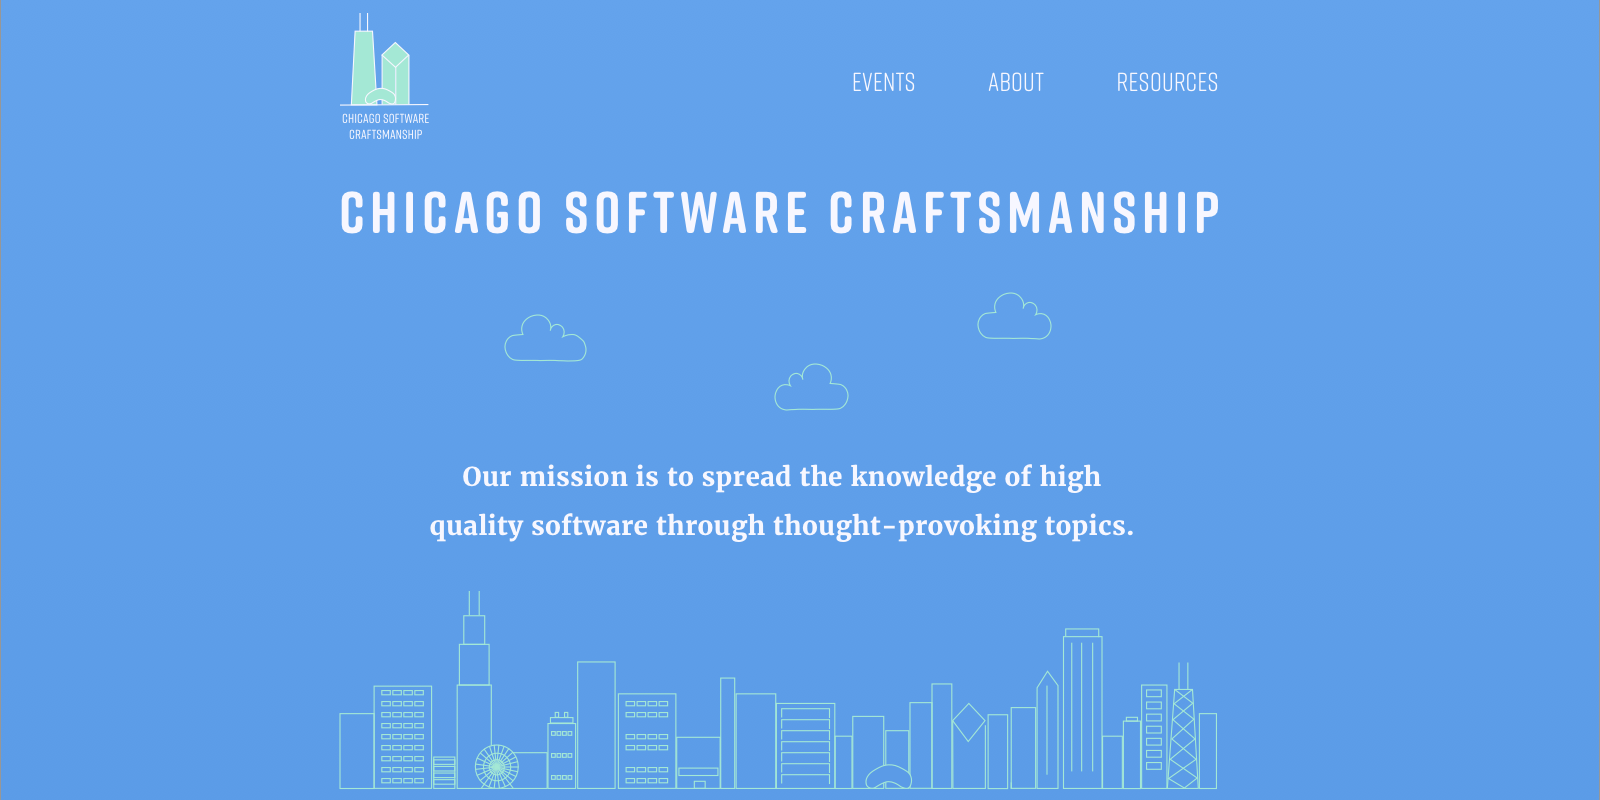 CHICAGO SOFTWARE
CRAFTSMANSHIP
EVENTS ABOUT RESOURCES
CHICAGO SOFTWARE CRAFTSMANSHIP
Our mission is to spread the knowledge of high
quality software through thought-provoking topics.